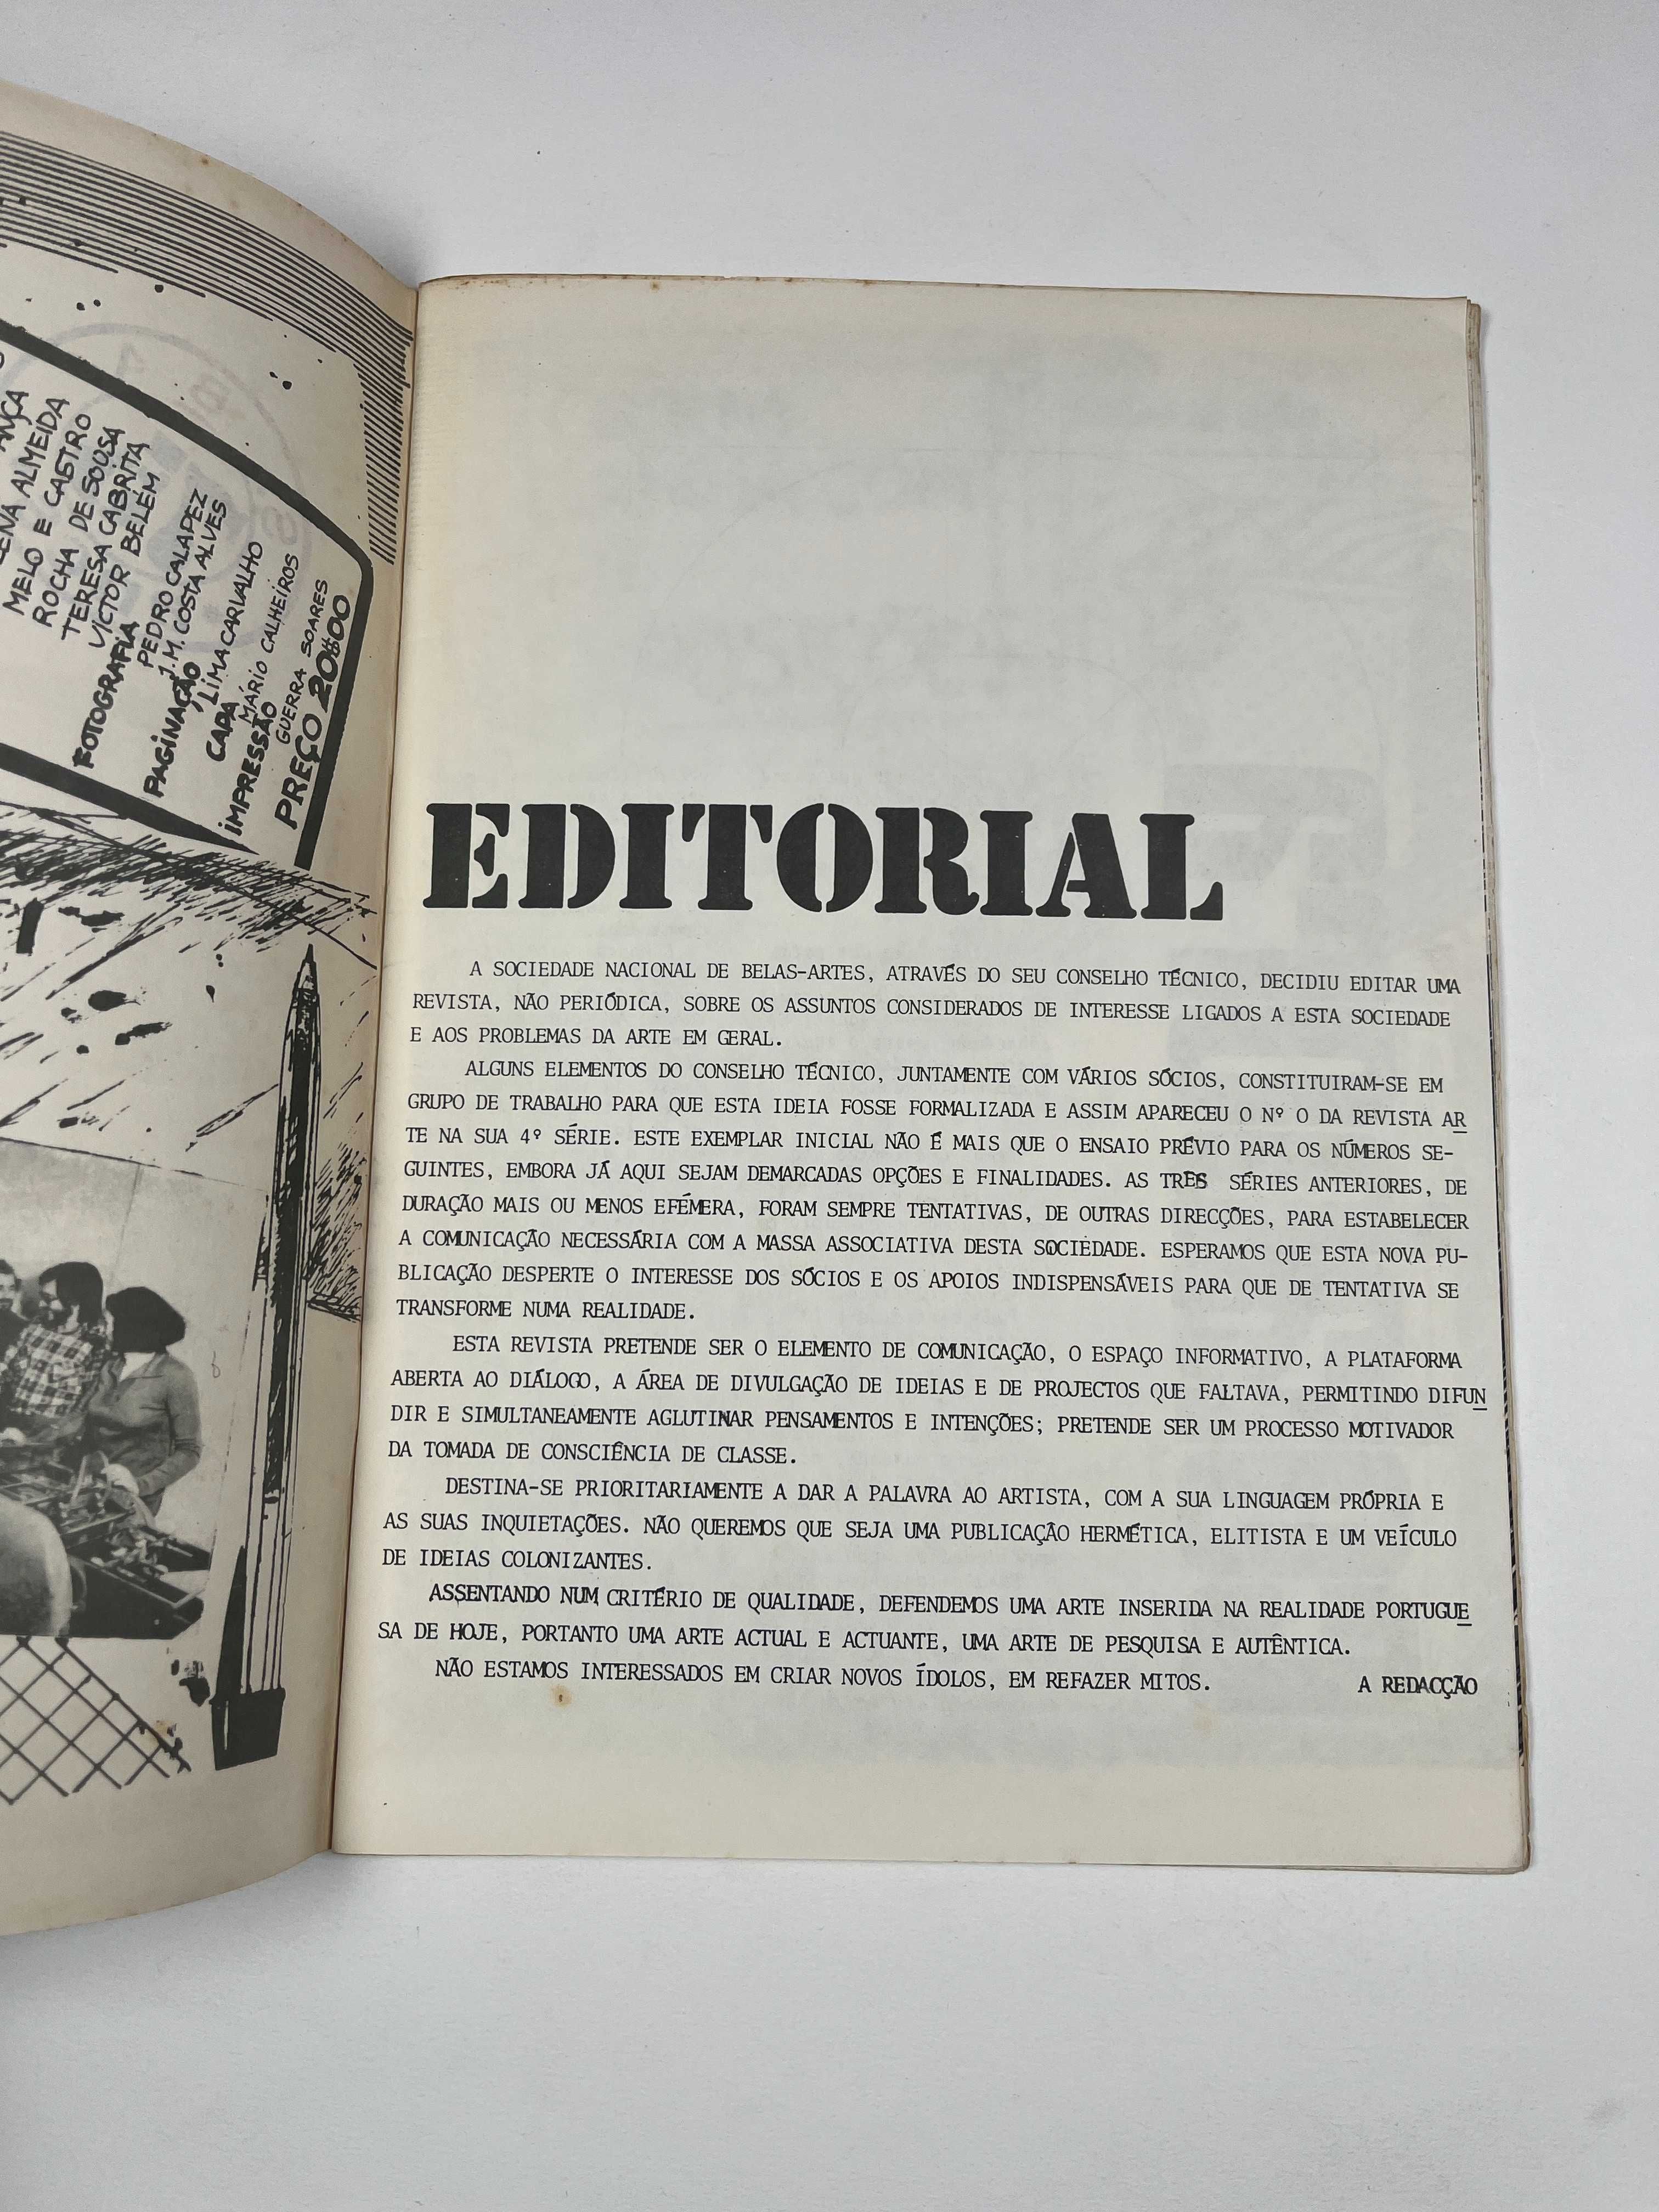 ANÇA
ALMEIDA
MELO E CASTRO
ROCHA DE SOUSA
TERESA CABRITA
VICTOR BELÉM
FOTOGRAFIA
PEDRO CALAPEZ
J.M. COSTA ALVES
PAGINAÇÃO
LIMA CARVALHO
CAPA
MÁRIO CALHEIROS
IMPRESSÃO
GUERRA SOARES
PREÇO 20$00
EDITORIAL
A SOCIEDADE NACIONAL DE BELAS-ARTES, ATRAVÉS DO SEU CONSELHO TÉCNICO, DECIDIU EDITAR UMA
REVISTA, NÃO PERIÓDICA, SOBRE OS ASSUNTOS CONSIDERADOS DE INTERESSE LIGADOS A ESTA SOCIEDADE
E AOS PROBLEMAS DA ARTE EM GERAL.
ALGUNS ELEMENTOS DO CONSELHO TÉCNICO, JUNTAMENTE COM VÁRIOS SÓCIOS, CONSTITUIRAM-SE EM
GRUPO DE TRABALHO PARA QUE ESTA IDEIA FOSSE FORMALIZADA E ASSIM APARECEU O Nº O DA REVISTA AR
TE NA SUA 4º SÉRIE. ESTE EXEMPLAR INICIAL NÃO É MAIS QUE O ENSAIO PRÉVIO PARA OS NÚMEROS SE-
GUINTES, EMBORA JÁ AQUI SEJAM DEMARCADAS OPÇÕES E FINALIDADES. AS TRÊS SÉRIES ANTERIORES, DE
DURAÇÃO MAIS OU MENOS EFÉMERA, FORAM SEMPRE TENTATIVAS, DE OUTRAS DIRECÇÕES, PARA ESTABELECER
A COMUNICAÇÃO NECESSÁRIA COM A MASSA ASSOCIATIVA DESTA SOCIEDADE. ESPERAMOS QUE ESTA NOVA PU-
BLICAÇÃO DESPERTE O INTERESSE DOS SÓCIOS E OS APOIOS INDISPENSÁVEIS PARA QUE DE TENTATIVA SE
TRANSFORME NUMA REALIDADE.
ESTA REVISTA PRETENDE SER O ELEMENTO DE COMUNICAÇÃO, O ESPAÇO INFORMATIVO, A PLATAFORMA
ABERTA AO DIÁLOGO, A ÁREA DE DIVULGAÇÃO DE IDEIAS E DE PROJECTOS QUE FALTAVA, PERMITINDO DIFUN
DIR E SIMULTANEAMENTE AGLUTINAR PENSAMENTOS E INTENÇÕES; PRETENDE SER UM PROCESSO MOTIVADOR
DA TOMADA DE CONSCIÊNCIA DE CLASSE.
DESTINA-SE PRIORITARIAMENTE A DAR A PALAVRA AO ARTISTA, COM A SUA LINGUAGEM PRÓPRIA E
AS SUAS INQUIETAÇÕES. NÃO QUEREMOS QUE SEJA UMA PUBLICAÇÃO HERMÉTICA, ELITISTA E UM VEÍCULO
DE IDEIAS COLONIZANTES.
ASSENTANDO NUM CRITÉRIO DE QUALIDADE, DEFENDEMOS UMA ARTE INSERIDA NA REALIDADE PORTUGUE
SA DE HOJE, PORTANTO UMA ARTE ACTUAL E ACTUANTE, UMA ARTE DE PESQUISA E AUTÊNTICA.
NÃO ESTAMOS INTERESSADOS EM CRIAR NOVOS ÍDOLOS, EM REFAZER MITOS. A REDACÇÃO